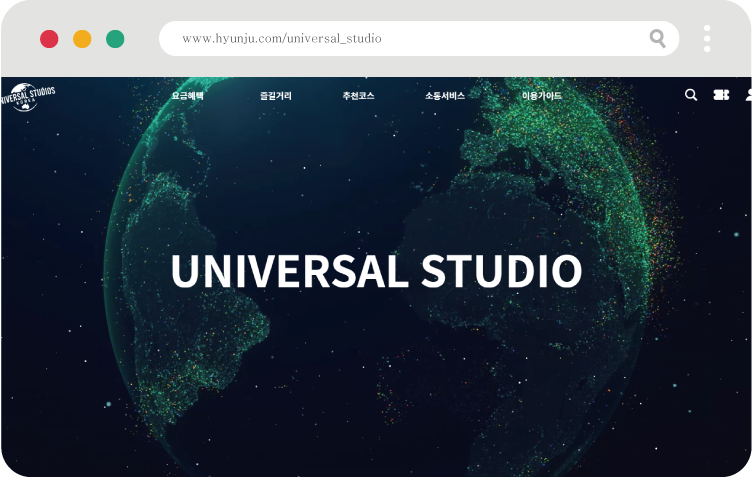 www.hyunju.com/universal_studio
UNIVERSAL STUDIOS
KOREA
요금혜택 즐길거리 추천코스 소통서비스 이용가이드
UNIVERSAL STUDIO